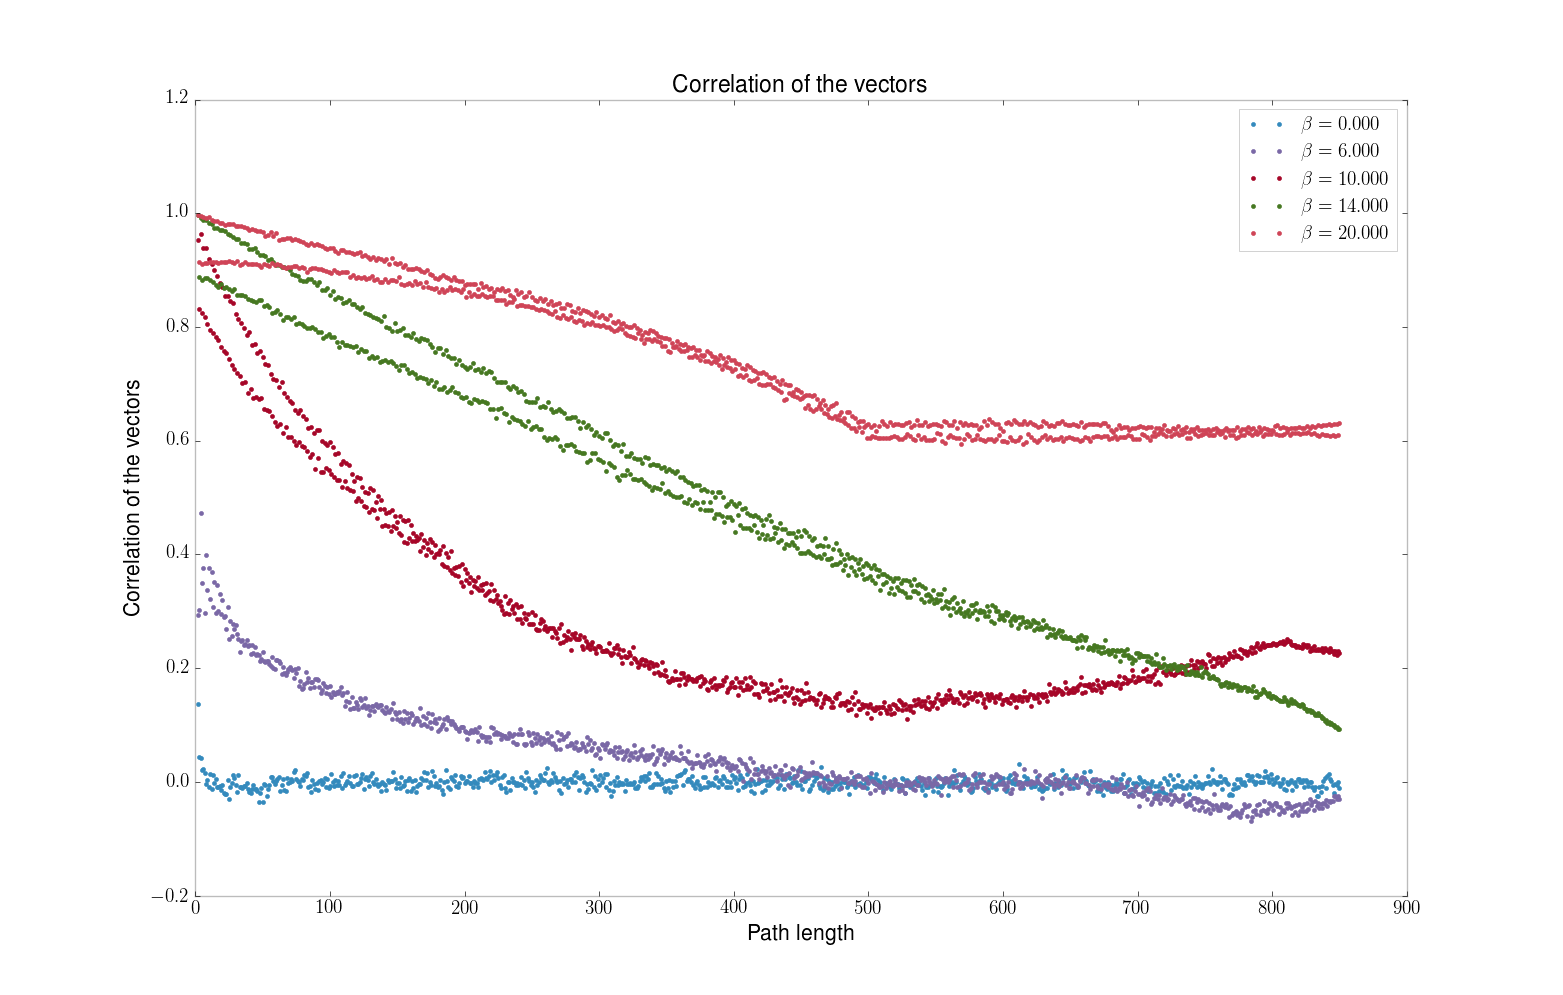 Correlation of the vectors
1.2
1.0
0.8
0.6
0.4
0.2
0.0
−0.2
Correlation of the vectors
0 100 200 300 400 500 600 700 800 900
Path length
β = 0.000
β = 6.000
β = 10.000
β = 14.000
β = 20.000